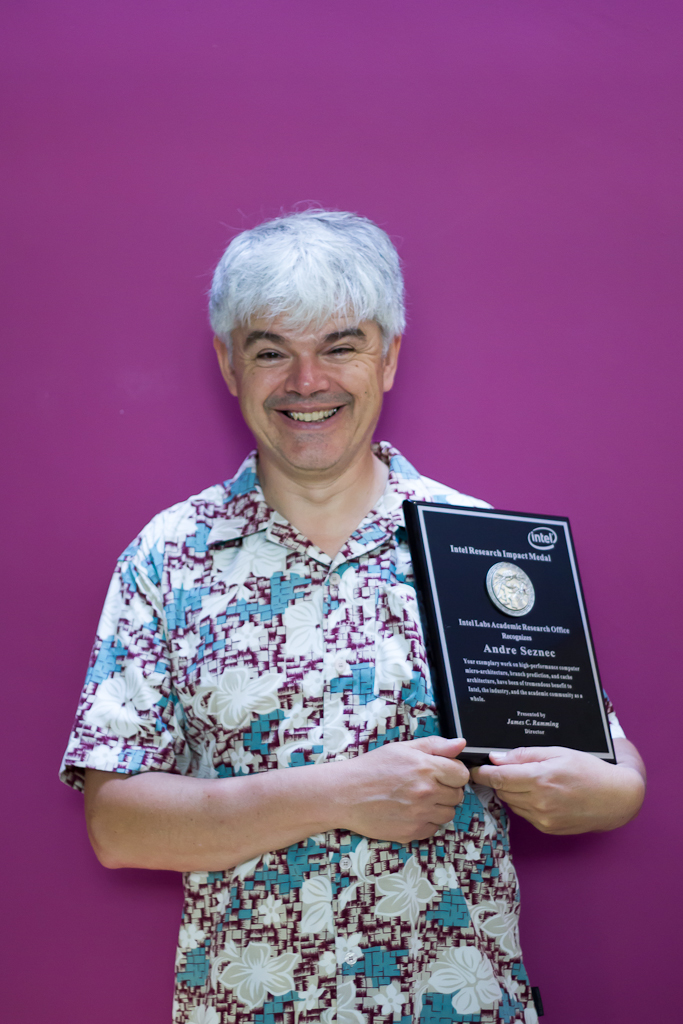 intel
Intel Research Impact Medal
Intel Labs Academic Research Office
Recognizes
Andre Seznec
Your exemplary work on high-performance computer
micro-architecture, branch prediction, and cache
architecture, have been of tremendous benefit to
Intel, the industry, and the academic community as a
whole.
Presented by
James C. Ramming
Director